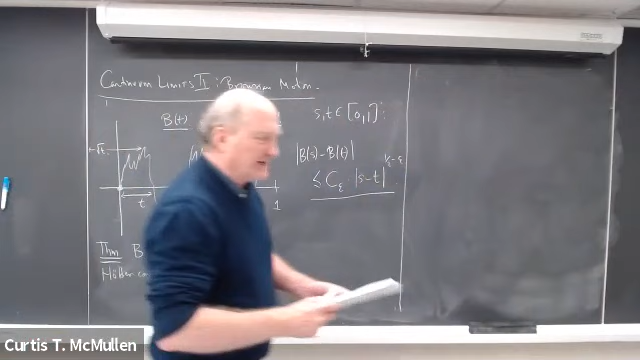 Continuum Limits II: Brownian Motion.
B(t)
s,t ∈ [0,1]:
|B(s)-B(t)|
≤ C_ε |s-t|^{½-ε}
√t
t
1
Thm B
Hölder
Curtis T. McMullen